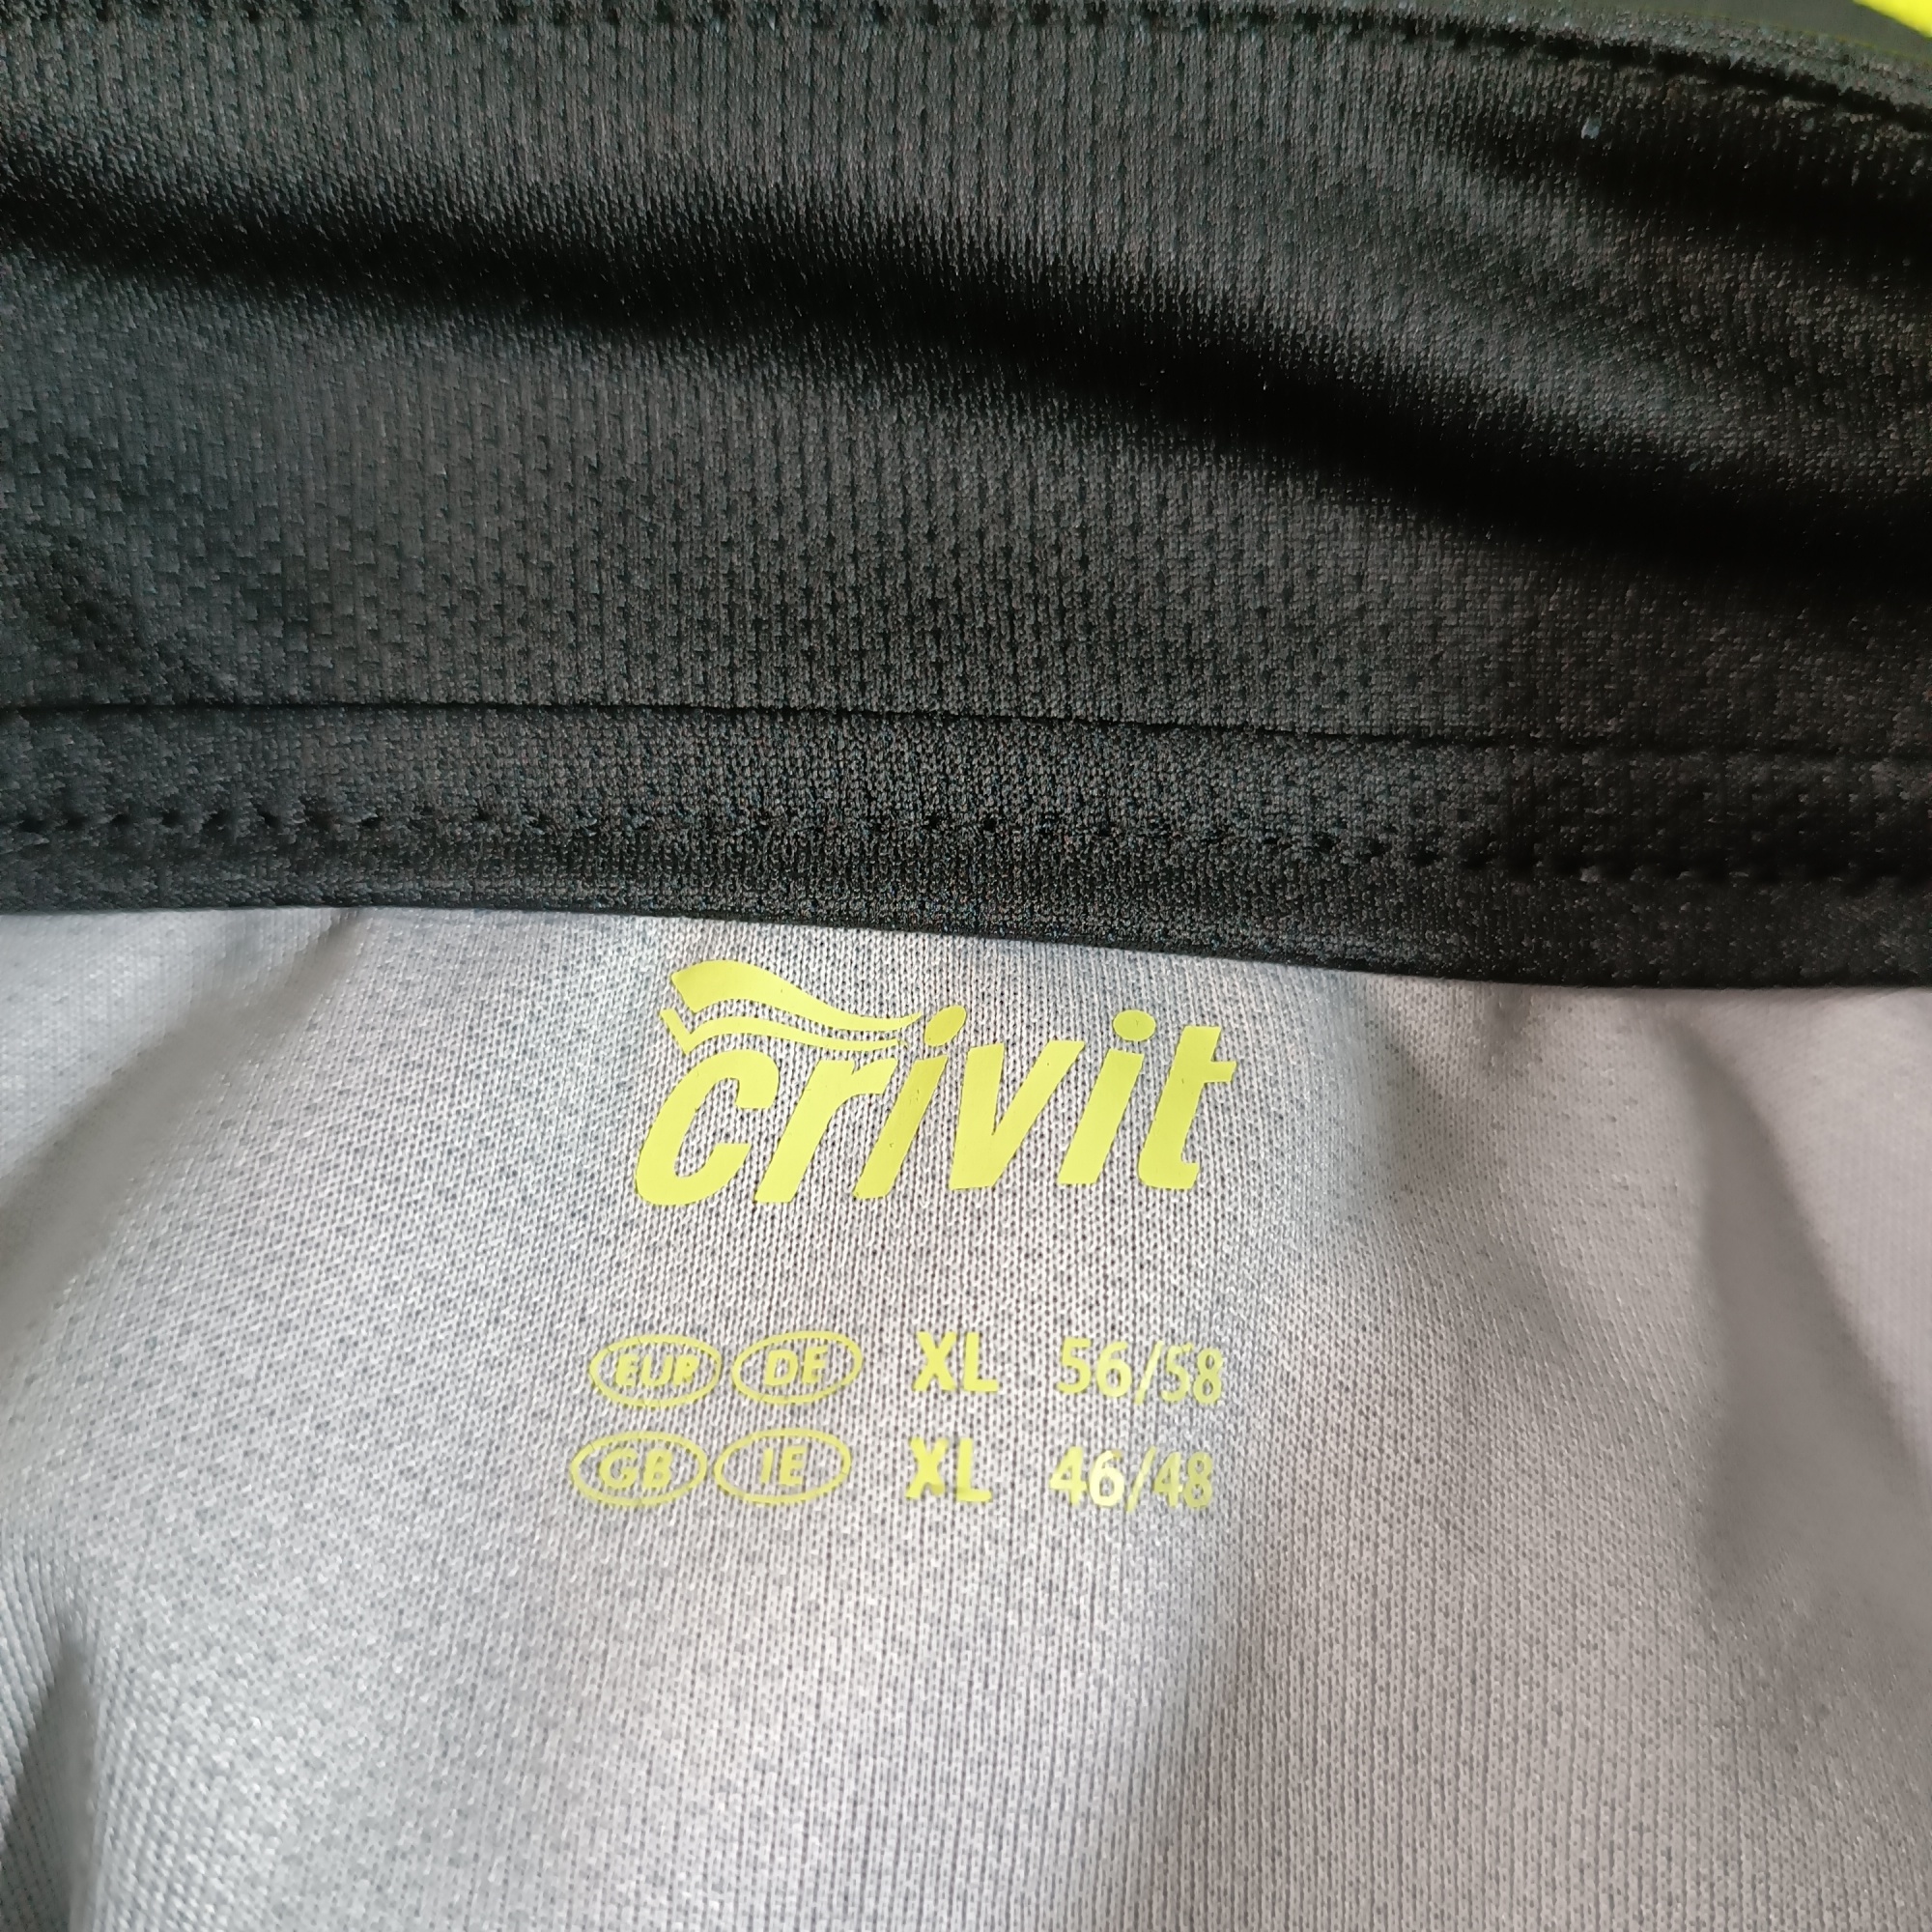 crivit
EUR DE XL 56/58
GB IE XL 46/48